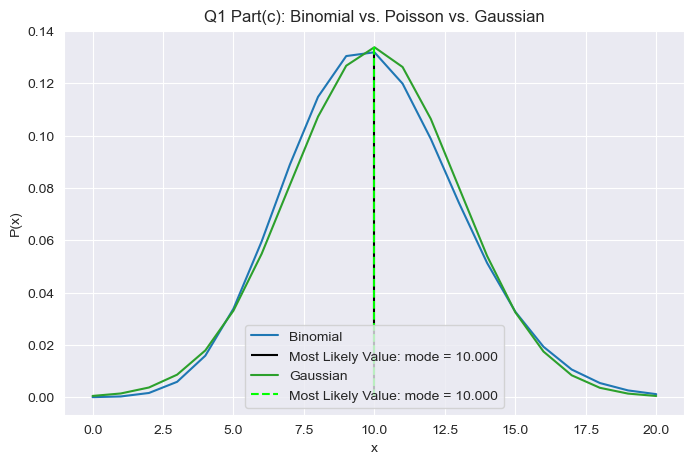 Q1 Part(c): Binomial vs. Poisson vs. Gaussian
P(x)
0.14
0.12
0.10
0.08
0.06
0.04
0.02
0.00
Binomial
Most Likely Value: mode = 10.000
Gaussian
Most Likely Value: mode = 10.000
0.0 2.5 5.0 7.5 10.0 12.5 15.0 17.5 20.0
x